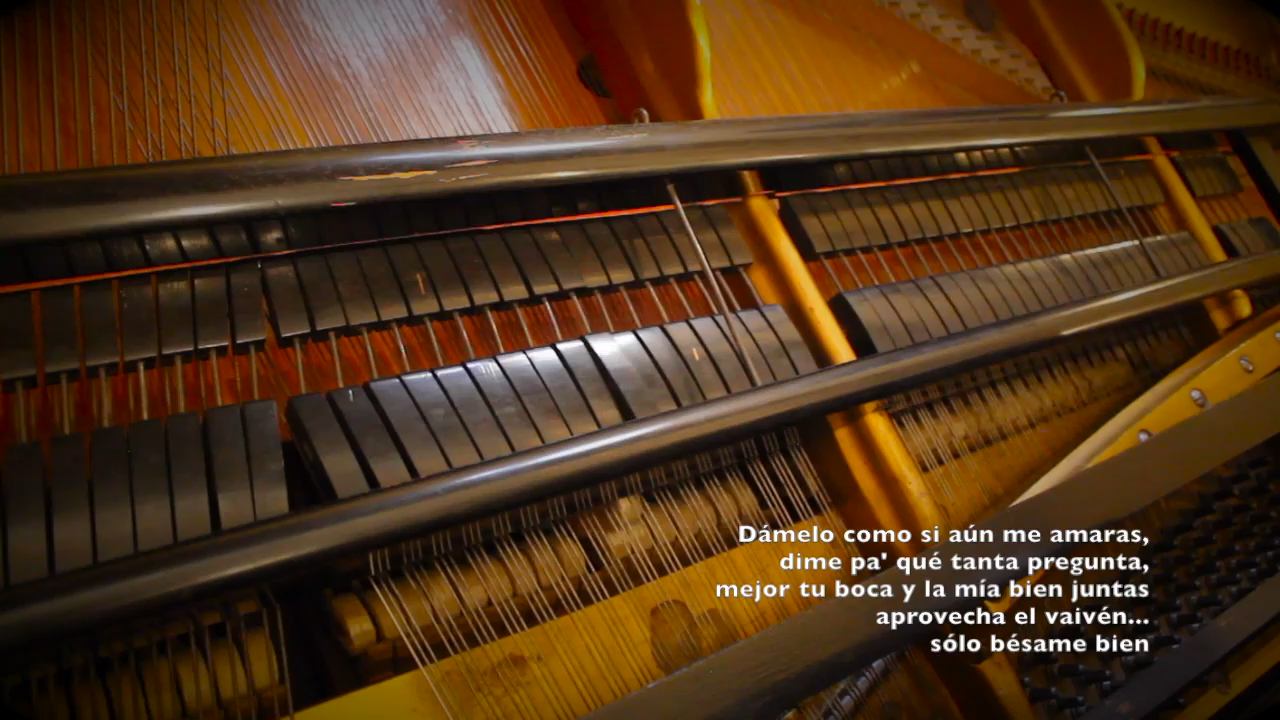 Dámelo como si aún me amaras,
dime pa' qué tanta pregunta,
mejor tu boca y la mía bien juntas
aprovecha el vaivén...
sólo bésame bien